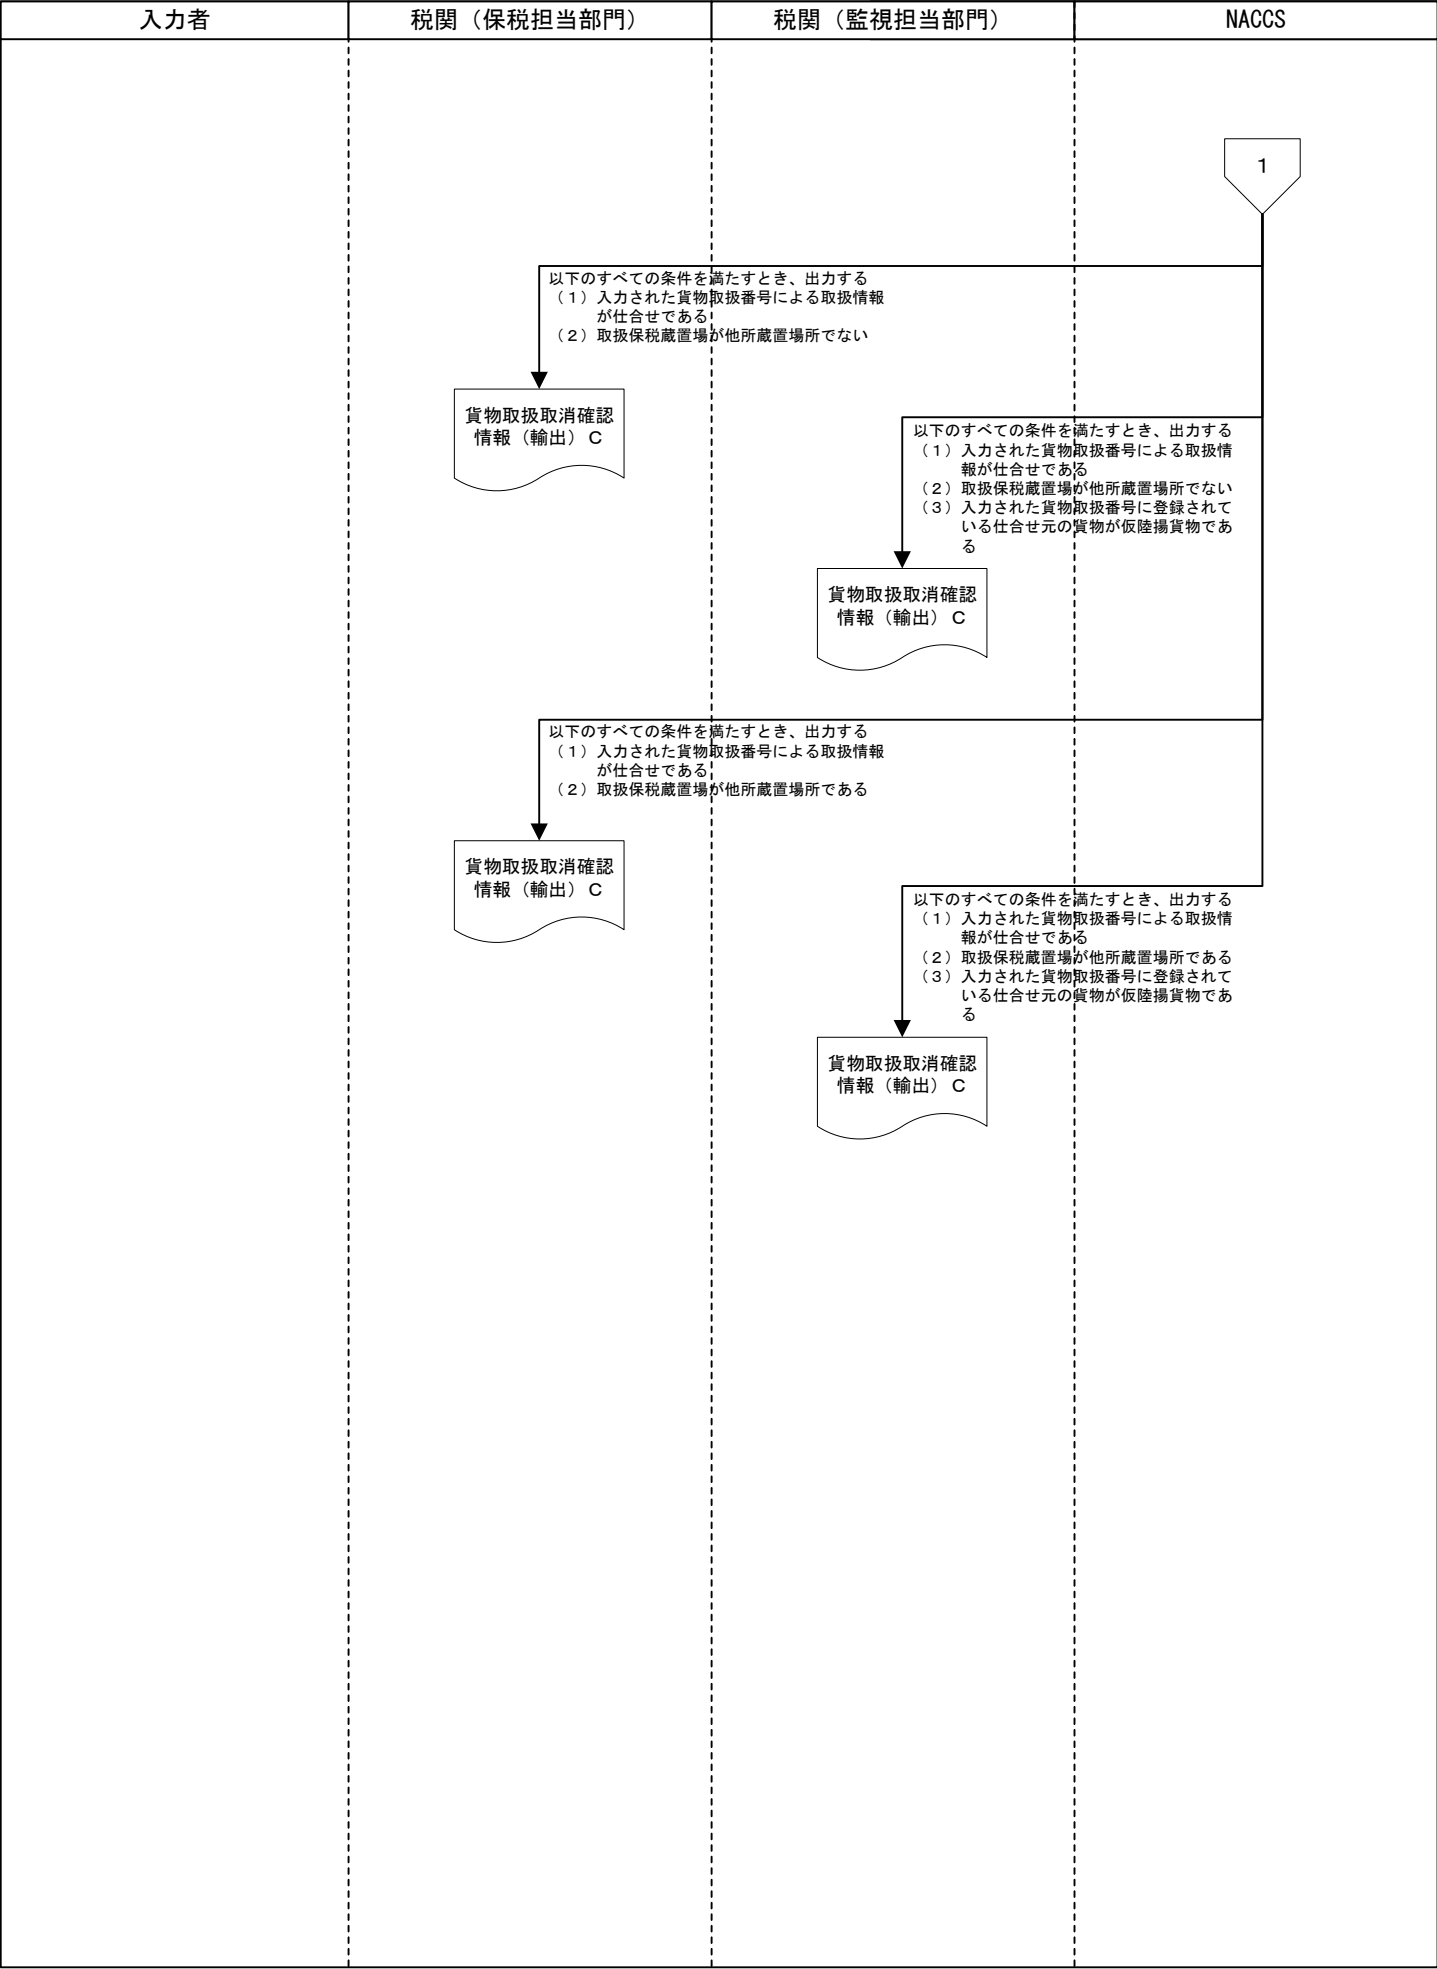 入力者
税関（保税担当部門）
税関（監視担当部門）
NACCS
1
以下のすべての条件を満たすとき、出力する
（１）入力された貨物取扱番号による取扱情報
が仕合せである
（２）取扱保税蔵置場が他所蔵置場所でない
貨物取扱取消確認
情報（輸出）Ｃ
以下のすべての条件を満たすとき、出力する
（１）入力された貨物取扱番号による取扱情
報が仕合せである
（２）取扱保税蔵置場が他所蔵置場所でない
（３）入力された貨物取扱番号に登録されて
いる仕合せ元の貨物が仮陸揚貨物であ
る
貨物取扱取消確認
情報（輸出）Ｃ
以下のすべての条件を満たすとき、出力する
（１）入力された貨物取扱番号による取扱情報
が仕合せである
（２）取扱保税蔵置場が他所蔵置場所である
貨物取扱取消確認
情報（輸出）Ｃ
以下のすべての条件を満たすとき、出力する
（１）入力された貨物取扱番号による取扱情
報が仕合せである
（２）取扱保税蔵置場が他所蔵置場所である
（３）入力された貨物取扱番号に登録されて
いる仕合せ元の貨物が仮陸揚貨物であ
る
貨物取扱取消確認
情報（輸出）Ｃ